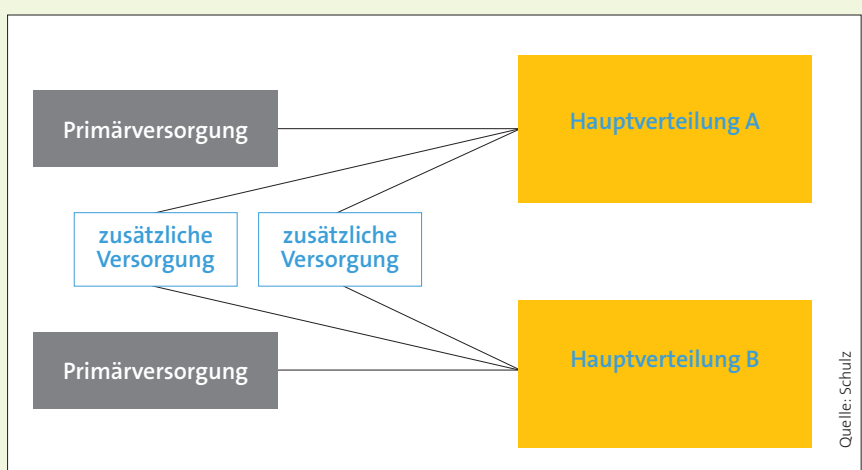 Primärversorgung
Hauptverteilung A
zusätzliche
Versorgung
zusätzliche
Versorgung
Primärversorgung
Hauptverteilung B
Quelle: Schulz